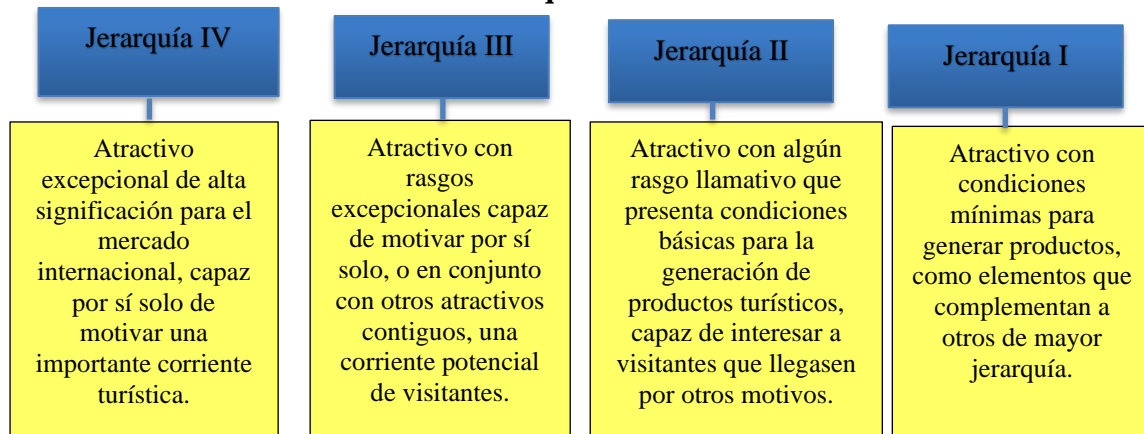 Jerarquía IV
Atractivo
excepcional de alta
significación para el
mercado
internacional, capaz
por sí solo de
motivar una
importante corriente
turística.
Jerarquía III
Atractivo con
rasgos
excepcionales capaz
de motivar por sí
solo, o en conjunto
con otros atractivos
contiguos, una
corriente potencial
de visitantes.
Jerarquía II
Atractivo con algún
rasgo llamativo que
presenta condiciones
básicas para la
generación de
productos turísticos,
capaz de interesar a
visitantes que llegasen
por otros motivos.
Jerarquía I
Atractivo con
condiciones
mínimas para
generar productos,
como elementos que
complementan a
otros de mayor
jerarquía.